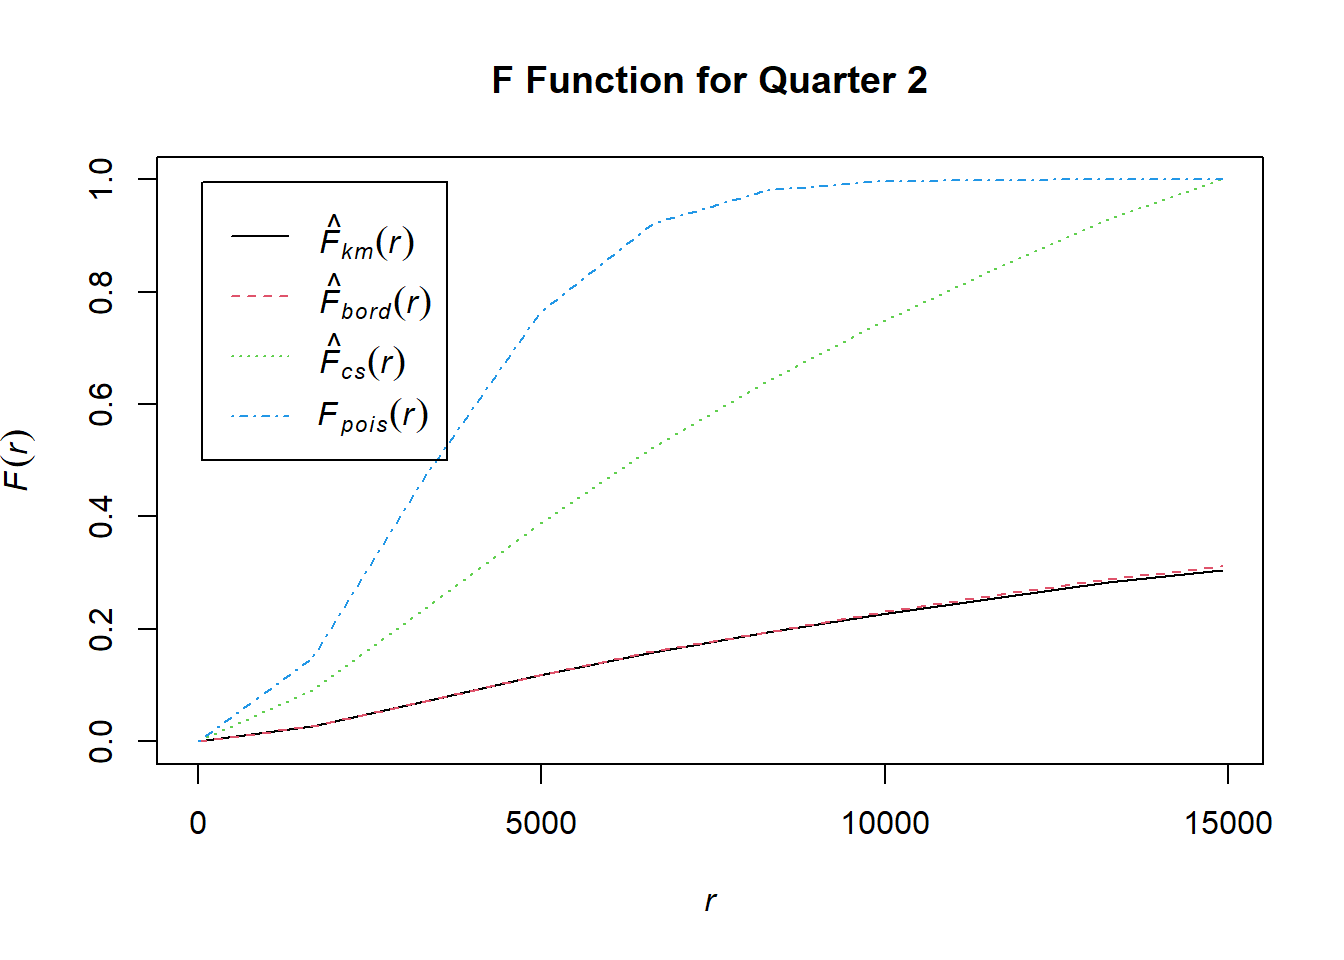 F Function for Quarter 2
F̂km(r)
F̂bord(r)
F̂cs(r)
Fpois(r)
F(r)
1.0
0.8
0.6
0.4
0.2
0.0
0 5000 10000 15000
r